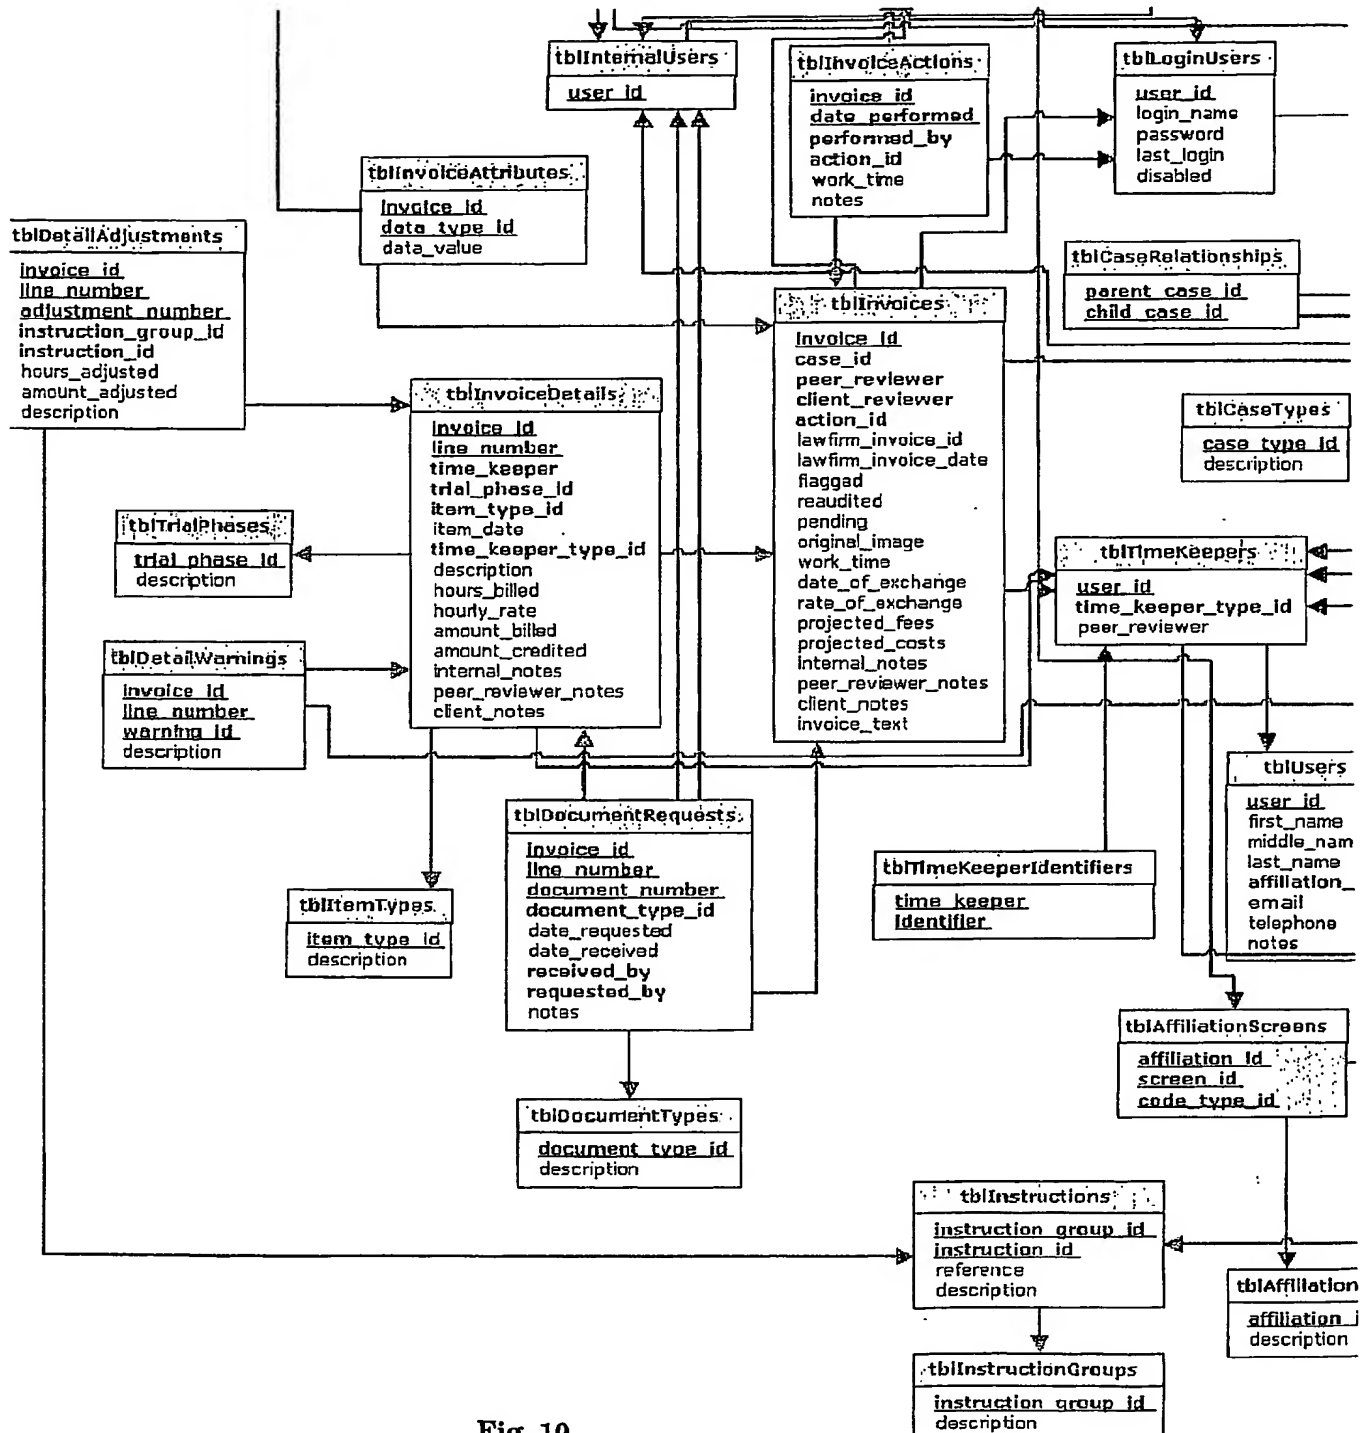 tblInternalUsers
user_id
tblInvoiceActions
invoice_id
date_performed
performed_by
action_id
work_time
notes
tblLoginUsers
user_id
login_name
password
last_login
disabled
tblInvoiceAttributes
invoice_id
data_type_id
data_value
tblDetailAdjustments
invoice_id
line_number
adjustment_number
instruction_group_id
instruction_id
hours_adjusted
amount_adjusted
description
tblCaseRelationships
parent_case_id
child_case_id
tblInvoices
invoice_id
case_id
peer_reviewer
client_reviewer
action_id
lawfirm_invoice_id
lawfirm_invoice_date
flagged
reaudited
pending
original_image
work_time
date_of_exchange
rate_of_exchange
projected_fees
projected_costs
internal_notes
peer_reviewer_notes
client_notes
invoice_text
tblInvoiceDetails
invoice_id
line_number
time_keeper
trial_phase_id
item_type_id
item_date
time_keeper_type_id
description
hours_billed
hourly_rate
amount_billed
amount_credited
internal_notes
peer_reviewer_notes
client_notes
tblCaseTypes
case_type_id
description
tblTrialPhases
trial_phase_id
description
tblTimeKeepers
user_id
time_keeper_type_id
peer_reviewer
tblDetailWarnings
invoice_id
line_number
warning_id
description
tblUsers
user_id
first_name
middle_nam
last_name
affiliation_
email
telephone
notes
tblDocumentRequests
invoice_id
line_number
document_number
document_type_id
date_requested
date_received
received_by
requested_by
notes
tblTimeKeeperIdentifiers
time_keeper
identifier
tblItemTypes
item_type_id
description
tblAffiliationScreens
affiliation_id
screen_id
code_type_id
tblDocumentTypes
document_type_id
description
tblInstructions
instruction_group_id
instruction_id
reference
description
tblAffiliation
affiliation_i
description
tblInstructionGroups
instruction_group_id
description
Fig. 10